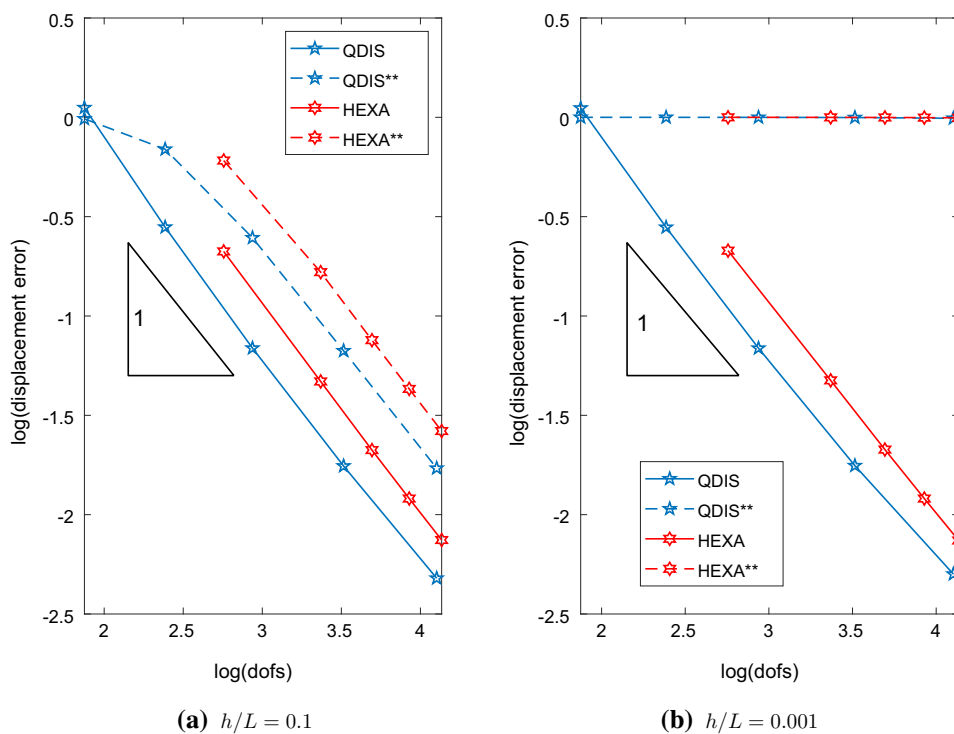 0.5
0
-0.5
-1
-1.5
-2
-2.5
log(displacement error)
QDIS
QDIS**
HEXA
HEXA**
1
2
2.5
3
3.5
4
log(dofs)
(a) h/L = 0.1
0.5
0
-0.5
-1
-1.5
-2
-2.5
log(displacement error)
1
QDIS
QDIS**
HEXA
HEXA**
2
2.5
3
3.5
4
log(dofs)
(b) h/L = 0.001